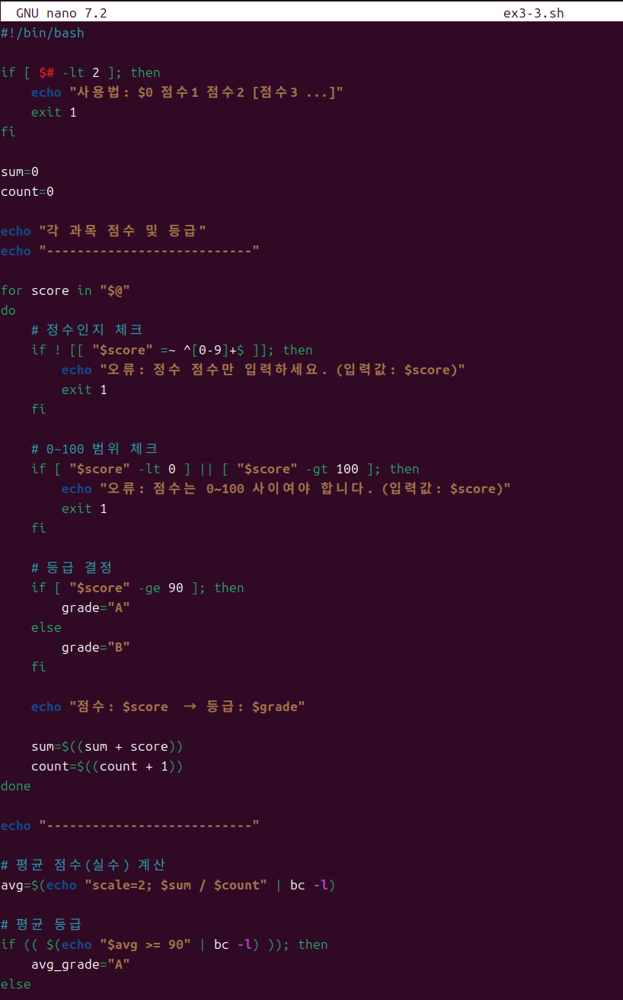 GNU nano 7.2 ex3-3.sh
#!/bin/bash
if [ $# -lt 2 ]; then
    echo "사용법: $0 점수1 점수2 [점수3 ...]"
    exit 1
fi
sum=0
count=0
echo "각 과목 점수 및 등급"
echo "---------------------------"
for score in "$@"
do
    # 정수인지 체크
    if ! [[ "$score" =~ ^[0-9]+$ ]]; then
        echo "오류: 정수 점수만 입력하세요. (입력값: $score)"
        exit 1
    fi
    # 0~100 범위 체크
    if [ "$score" -lt 0 ] || [ "$score" -gt 100 ]; then
        echo "오류: 점수는 0~100 사이여야 합니다. (입력값: $score)"
        exit 1
    fi
    # 등급 결정
    if [ "$score" -ge 90 ]; then
        grade="A"
    else
        grade="B"
    fi
    echo "점수: $score  → 등급: $grade"
    sum=$((sum + score))
    count=$((count + 1))
done
echo "---------------------------"
# 평균 점수(실수) 계산
avg=$(echo "scale=2; $sum / $count" | bc -l)
# 평균 등급
if (( $(echo "$avg >= 90" | bc -l) )); then
    avg_grade="A"
else